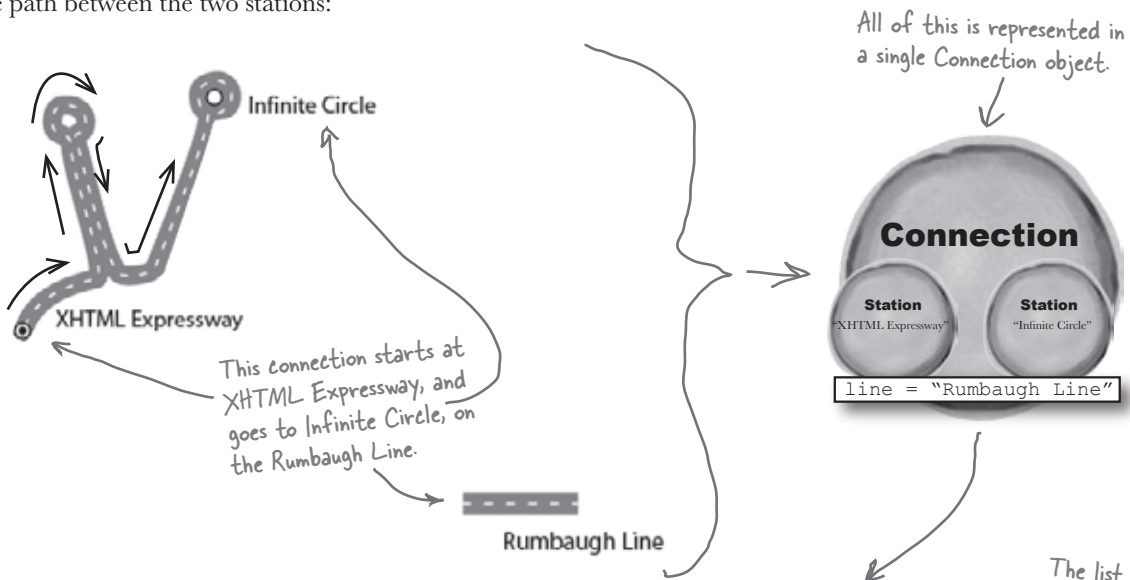 e path between the two stations:
All of this is represented in
a single Connection object.
Infinite Circle
Connection
Station
"XHTML Expressway"
Station
"Infinite Circle"
line = “Rumbaugh Line”
XHTML Expressway
This connection starts at
XHTML Expressway, and
goes to Infinite Circle, on
the Rumbaugh Line.
Rumbaugh Line
The list